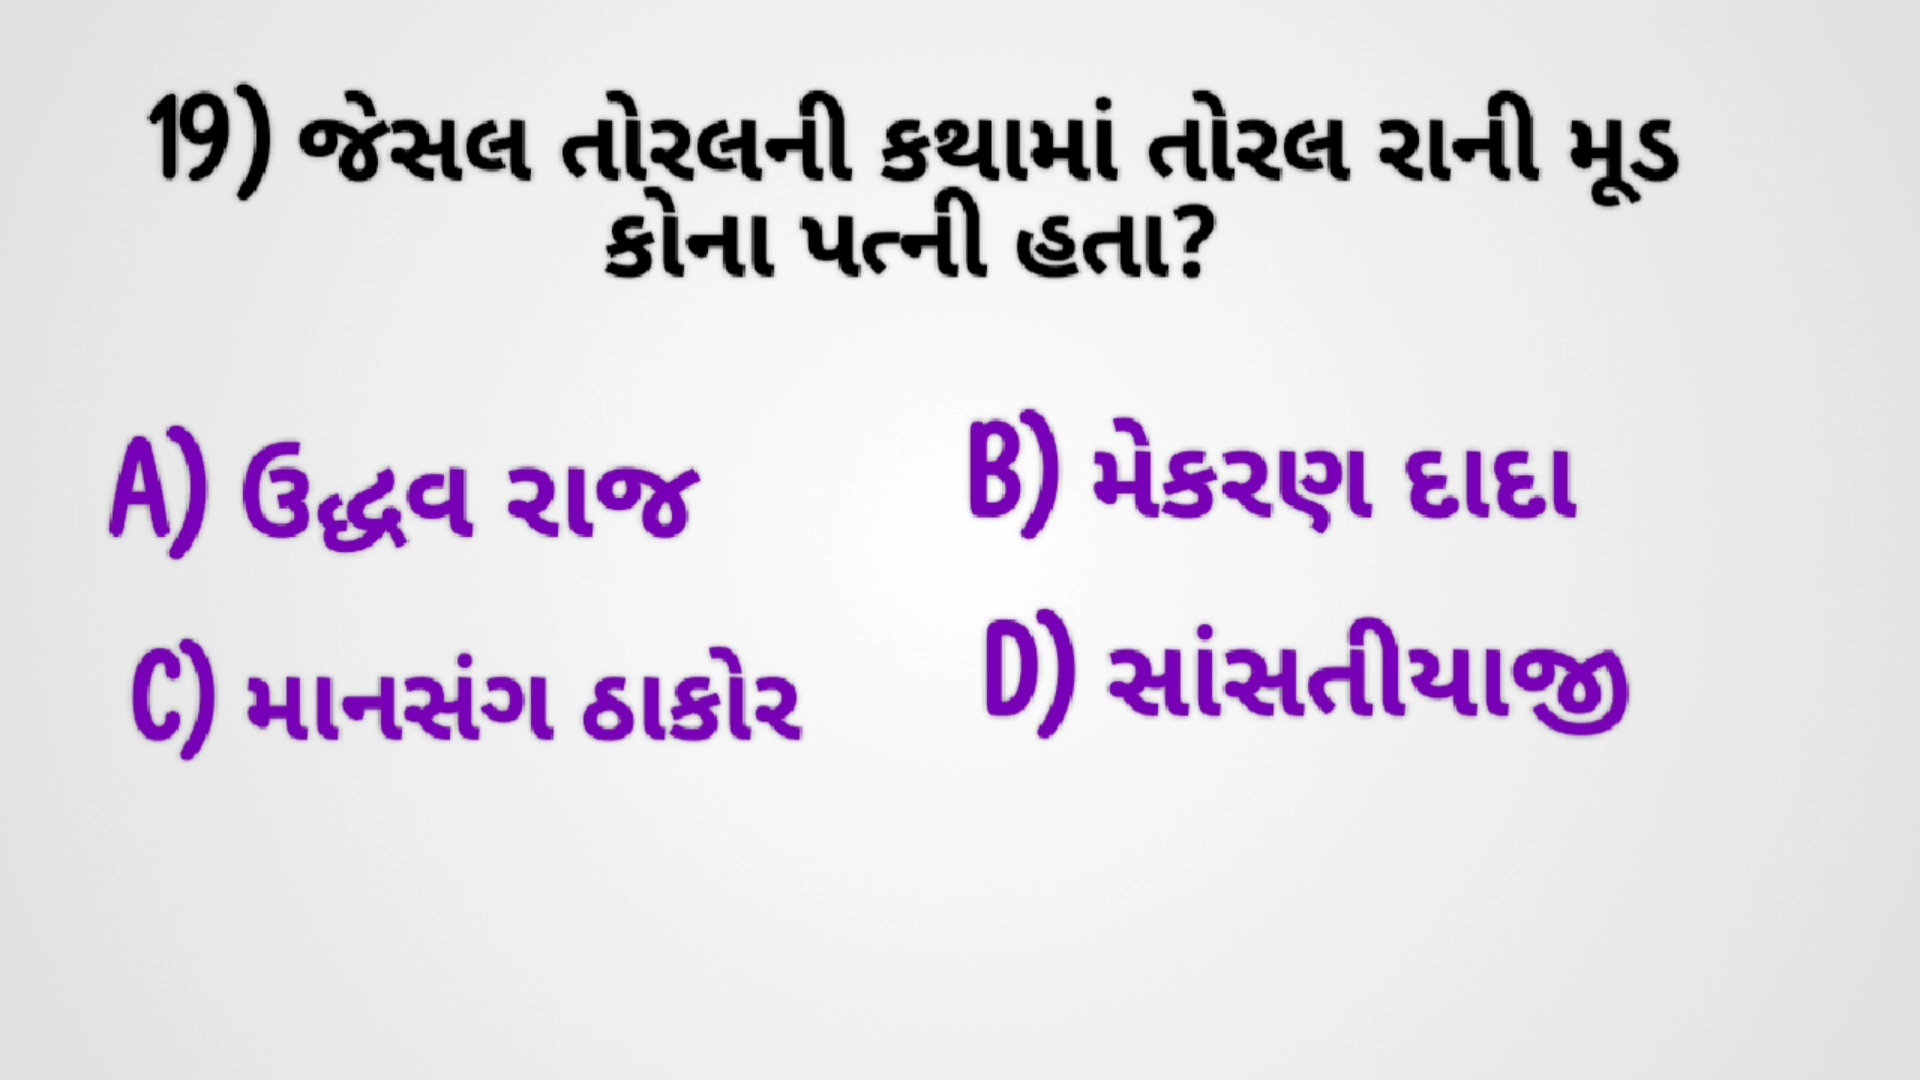 19) જેસલ તોરલની કથામાં તોરલ રાની મૂડ
કોના પત્ની હતા?
A) ઉદ્ધવ રાજ
B) મેકરણ દાદા
C) માનસંગ ઠાકોર
D) સાંસતીયાજી